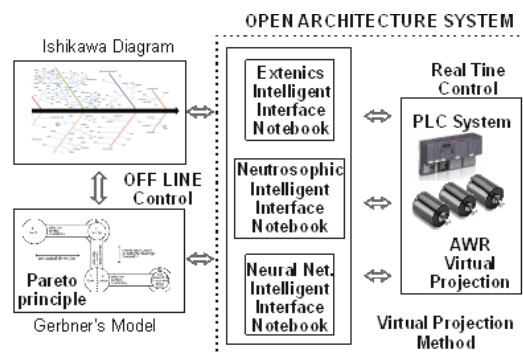 OPEN ARCHITECTURE SYSTEM
Ishikawa Diagram
OFF LINE
Control
Pareto
principle
Gerbner's Model
Extenics
Intelligent
Interface
Notebook
Neutrosophic
Intelligent
Interface
Notebook
Neural Net.
Intelligent
Interface
Notebook
Real Tine
Control
PLC System
AWR
Virtual
Projection
Virtual Projection
Method